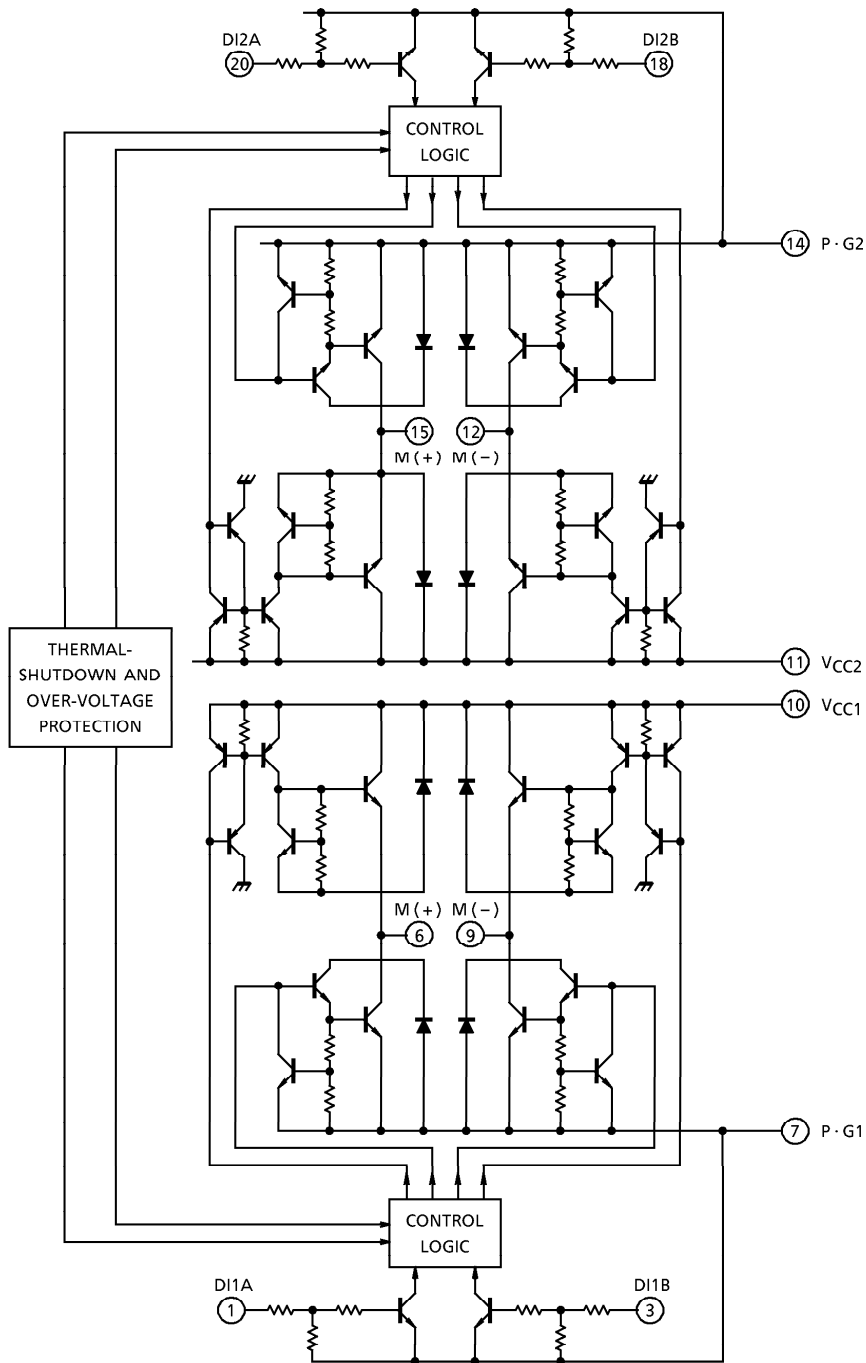 DI2A
DI2B
20
18
CONTROL
LOGIC
14 P·G2
15
12
M(+)
M(−)
THERMAL-
SHUTDOWN AND
OVER-VOLTAGE
PROTECTION
11 VCC2
10 VCC1
M(+)
M(−)
6
9
7 P·G1
CONTROL
LOGIC
DI1A
DI1B
1
3